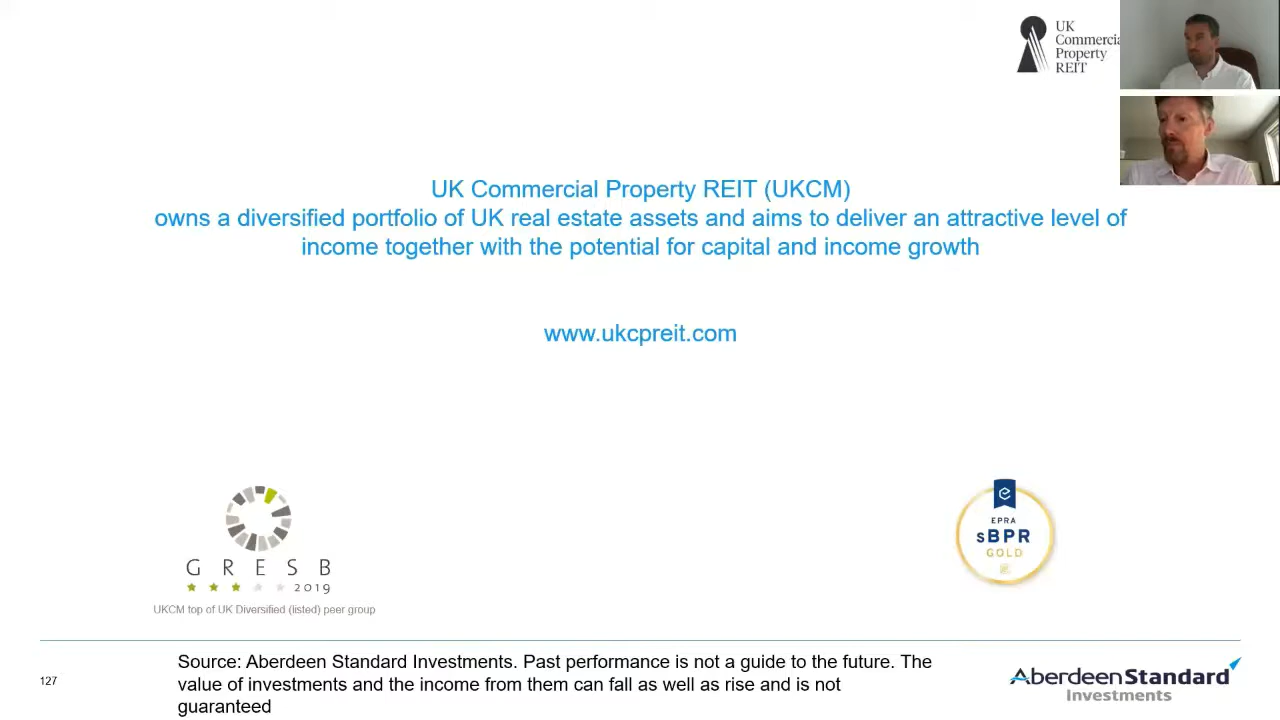 UK
Commercia
Property
REIT
UK Commercial Property REIT (UKCM)
owns a diversified portfolio of UK real estate assets and aims to deliver an attractive level of
income together with the potential for capital and income growth
www.ukcpreit.com
GRESB
2019
UKCM top of UK Diversified (listed) peer group
EPRA
sBPR
GOLD
127
Source: Aberdeen Standard Investments. Past performance is not a guide to the future. The
value of investments and the income from them can fall as well as rise and is not
guaranteed
AberdeenStandard
Investments